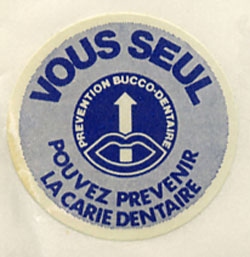 VOUS SEUL
PREVENTION BUCCO-DENTAIRE
POUVEZ PREVENIR
LA CARIE DENTAIRE